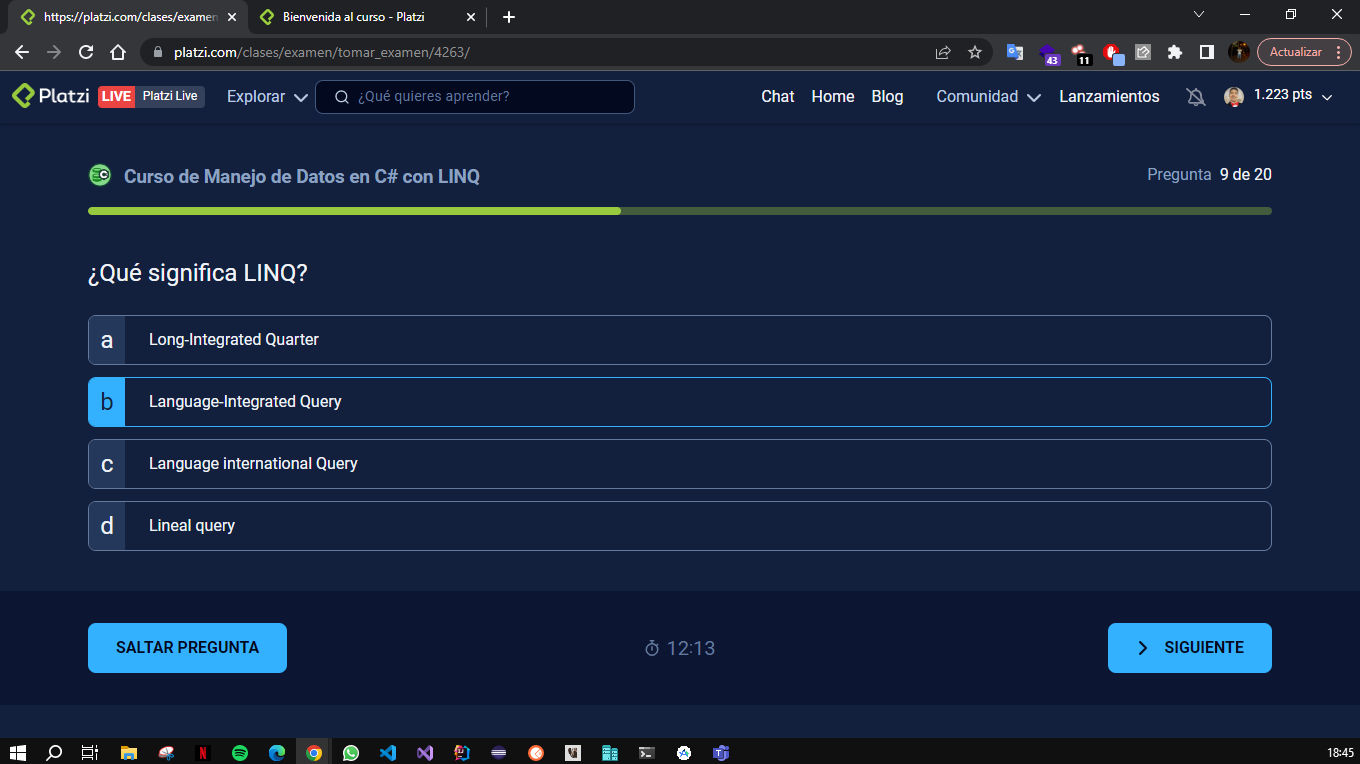 https://platzi.com/clases/examen
Bienvenida al curso - Platzi
platzi.com/clases/examen/tomar_examen/4263/
43
11
Actualizar
Platzi
LIVE
Platzi Live
Explorar
¿Qué quieres aprender?
Chat
Home
Blog
Comunidad
Lanzamientos
1.223 pts
Curso de Manejo de Datos en C# con LINQ
Pregunta 9 de 20
¿Qué significa LINQ?
a Long-Integrated Quarter
b Language-Integrated Query
c Language international Query
d Lineal query
SALTAR PREGUNTA
12:13
SIGUIENTE
18:45